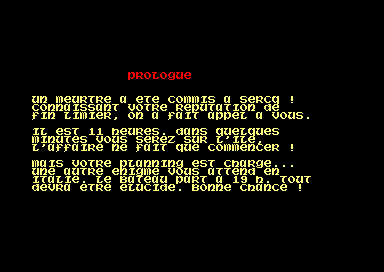 PROLOGUE
UN MEURTRE A ETE COMMIS A SERCQ !
CONNAISSANT VOTRE REPUTATION DE
FIN LIMIER, ON A FAIT APPEL A VOUS.
IL EST 11 HEURES. DANS QUELQUES
MINUTES VOUS SEREZ SUR L'ILE.
L'AFFAIRE NE FAIT QUE COMMENCER !
MAIS VOTRE PLANNING EST CHARGE...
UNE AUTRE ENIGME VOUS ATTEND EN
ITALIE. LE BATEAU PART A 19 H. TOUT
DEVRA ETRE ELUCIDE. BONNE CHANCE !